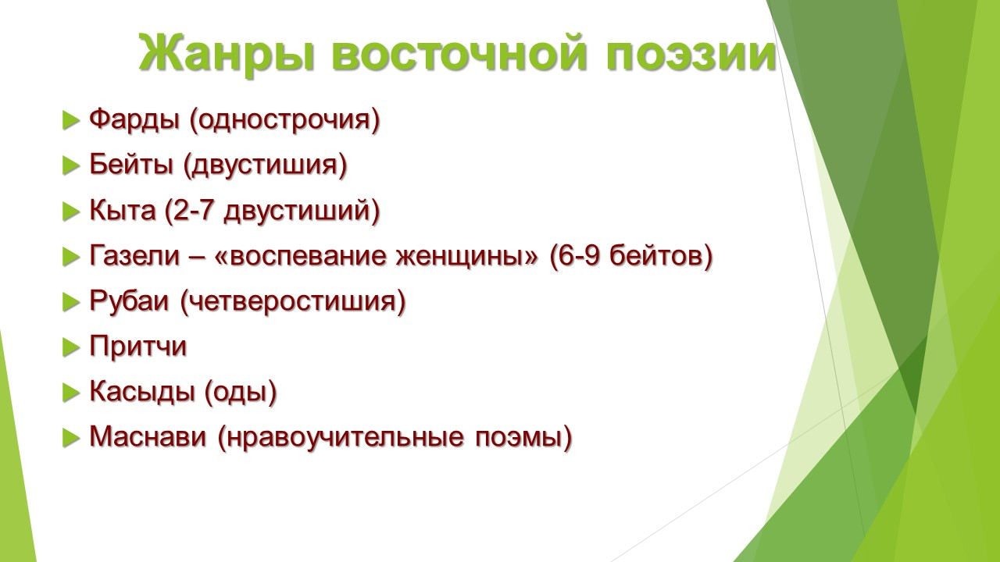 Жанры восточной поэзии
Фарды (однострочия)
Бейты (двустишия)
Кыта (2-7 двустиший)
Газели – «воспевание женщины» (6-9 бейтов)
Рубаи (четверостишия)
Притчи
Касыды (оды)
Маснави (нравоучительные поэмы)